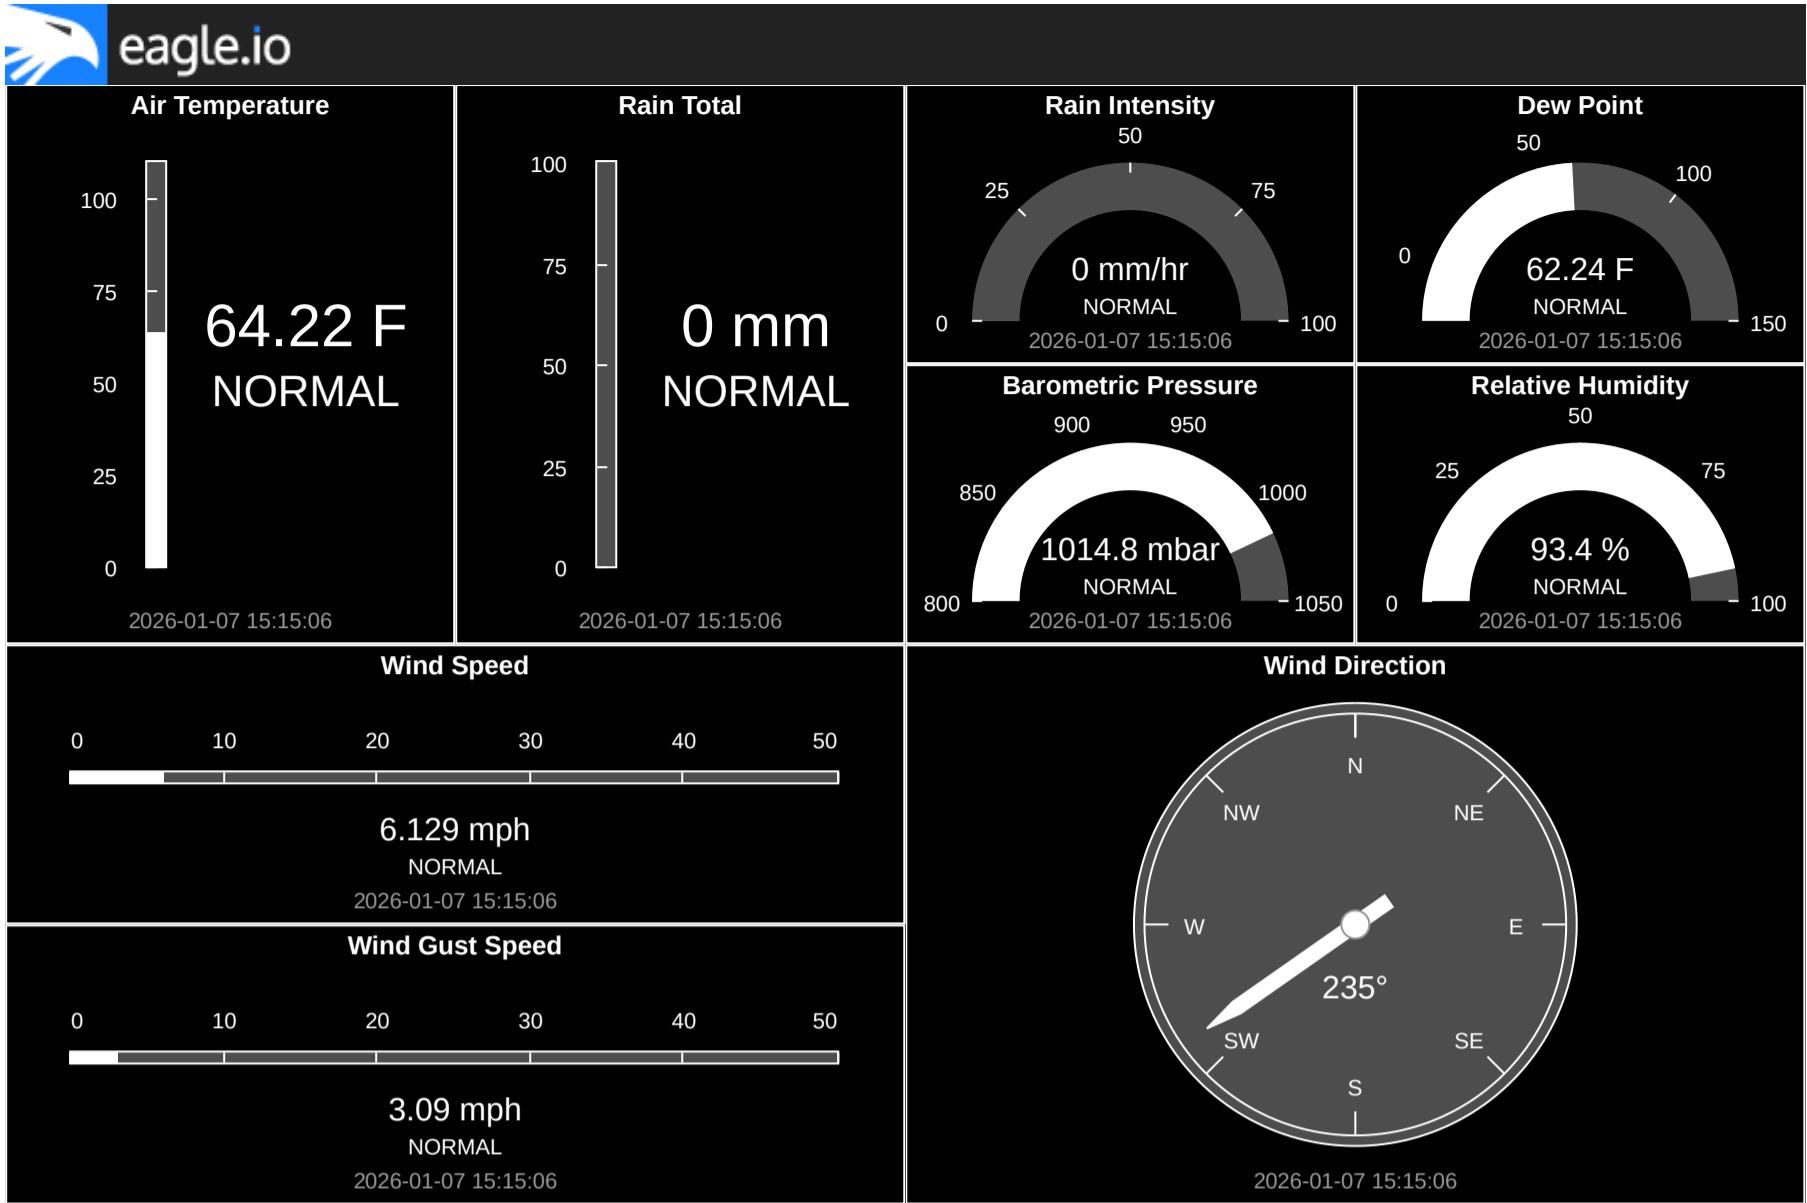 eagle.io
Air Temperature
100
75
50
25
0
64.22 F
NORMAL
2026-01-07 15:15:06
Rain Total
100
75
50
25
0
0 mm
NORMAL
2026-01-07 15:15:06
Rain Intensity
50
25
75
0
100
0 mm/hr
NORMAL
2026-01-07 15:15:06
Dew Point
50
100
0
150
62.24 F
NORMAL
2026-01-07 15:15:06
Barometric Pressure
900
950
850
1000
800
1050
1014.8 mbar
NORMAL
2026-01-07 15:15:06
Relative Humidity
50
25
75
0
100
93.4 %
NORMAL
2026-01-07 15:15:06
Wind Speed
0 10 20 30 40 50
6.129 mph
NORMAL
2026-01-07 15:15:06
Wind Gust Speed
0 10 20 30 40 50
3.09 mph
NORMAL
2026-01-07 15:15:06
Wind Direction
N
NW
NE
W
E
235°
SW
SE
S
2026-01-07 15:15:06